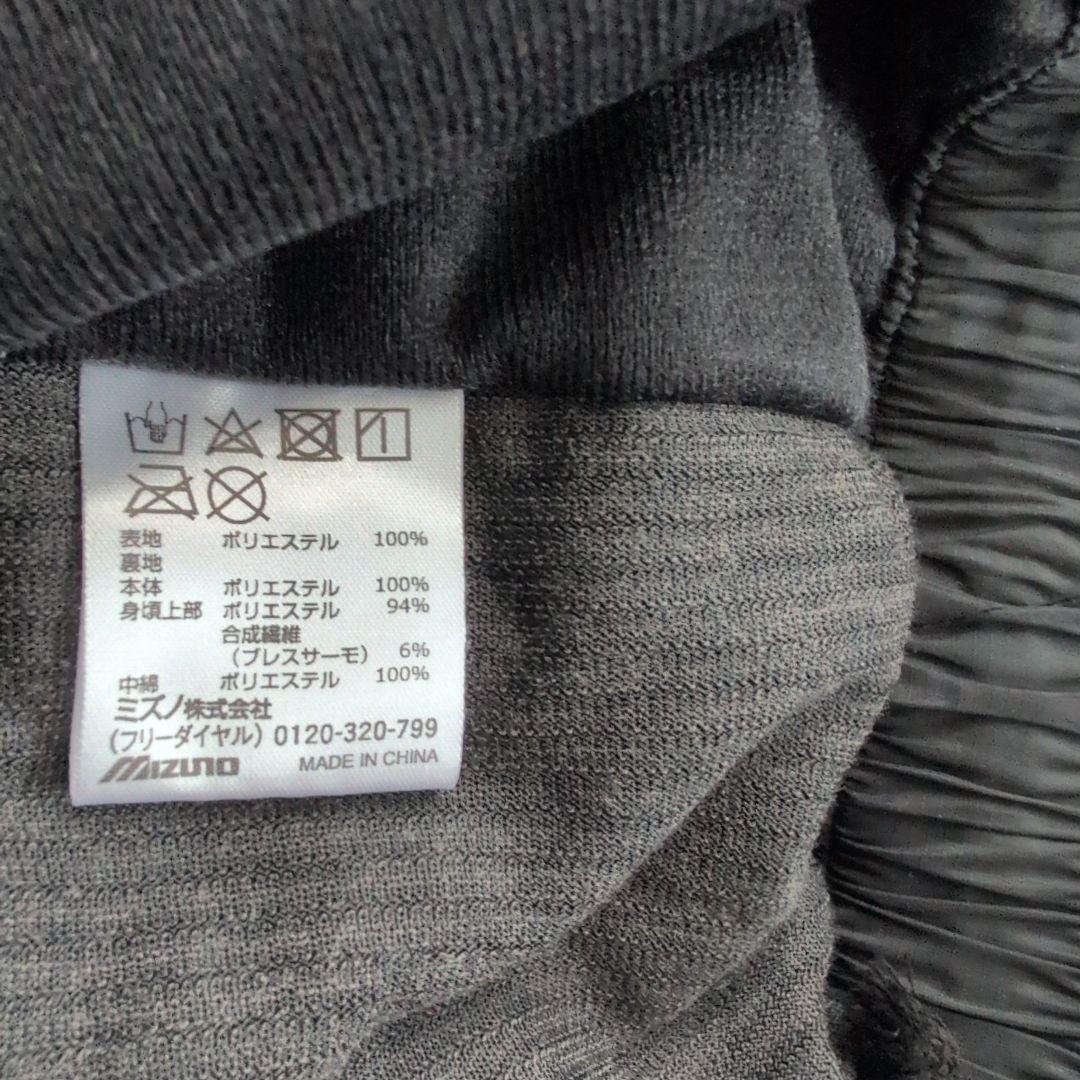 表地 ポリエステル 100%
裏地
本体 ポリエステル 100%
身頃上部 ポリエステル 94%
合成繊維
（ブレスサーモ） 6%
中綿 ポリエステル 100%
ミズノ株式会社
(フリーダイヤル) 0120-320-799
MIZUNO MADE IN CHINA